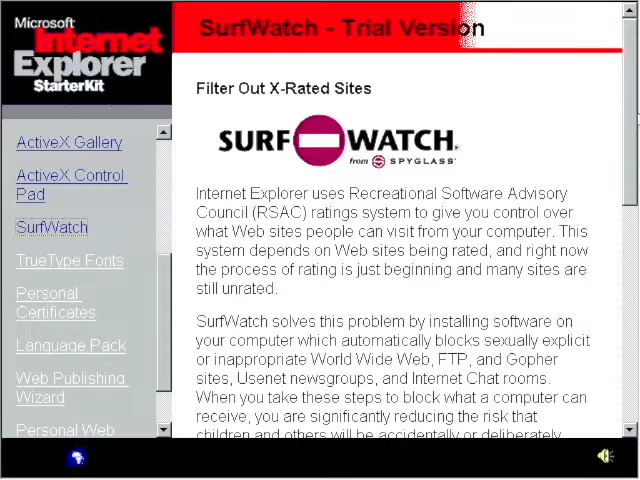 Microsoft
Internet
Explorer
StarterKit
ActiveX Gallery
ActiveX Control
Pad
SurfWatch
TrueType Fonts
Personal
Certificates
Language Pack
Web Publishing
Wizard
Personal Web
SurfWatch - Trial Version
Filter Out X-Rated Sites
SURF WATCH
from SPYGLASS
Internet Explorer uses Recreational Software Advisory
Council (RSAC) ratings system to give you control over
what Web sites people can visit from your computer. This
system depends on Web sites being rated, and right now
the process of rating is just beginning and many sites are
still unrated.
SurfWatch solves this problem by installing software on
your computer which automatically blocks sexually explicit
or inappropriate World Wide Web, FTP, and Gopher
sites, Usenet newsgroups, and Internet Chat rooms.
When you take these steps to block what a computer can
receive, you are significantly reducing the risk that
children and others will be accidentally or deliberately